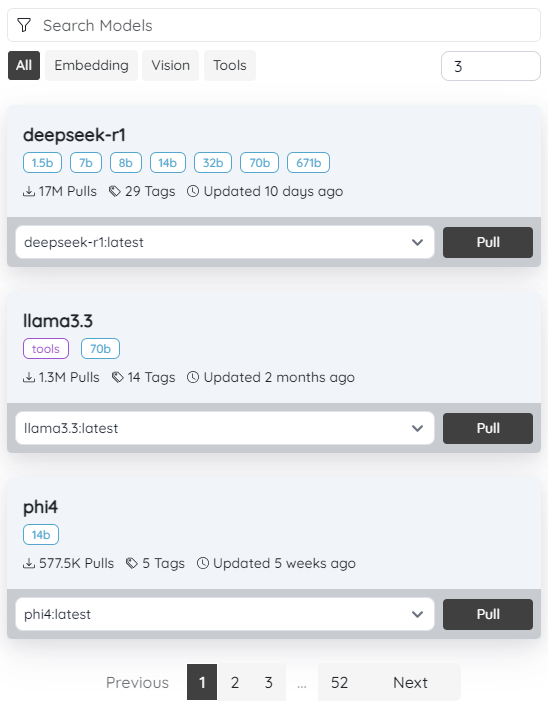 Search Models
All Embedding Vision Tools 3
deepseek-r1
1.5b 7b 8b 14b 32b 70b 671b
17M Pulls 29 Tags Updated 10 days ago
deepseek-r1:latest Pull
llama3.3
tools 70b
1.3M Pulls 14 Tags Updated 2 months ago
llama3.3:latest Pull
phi4
14b
577.5K Pulls 5 Tags Updated 5 weeks ago
phi4:latest Pull
Previous 1 2 3 ... 52 Next